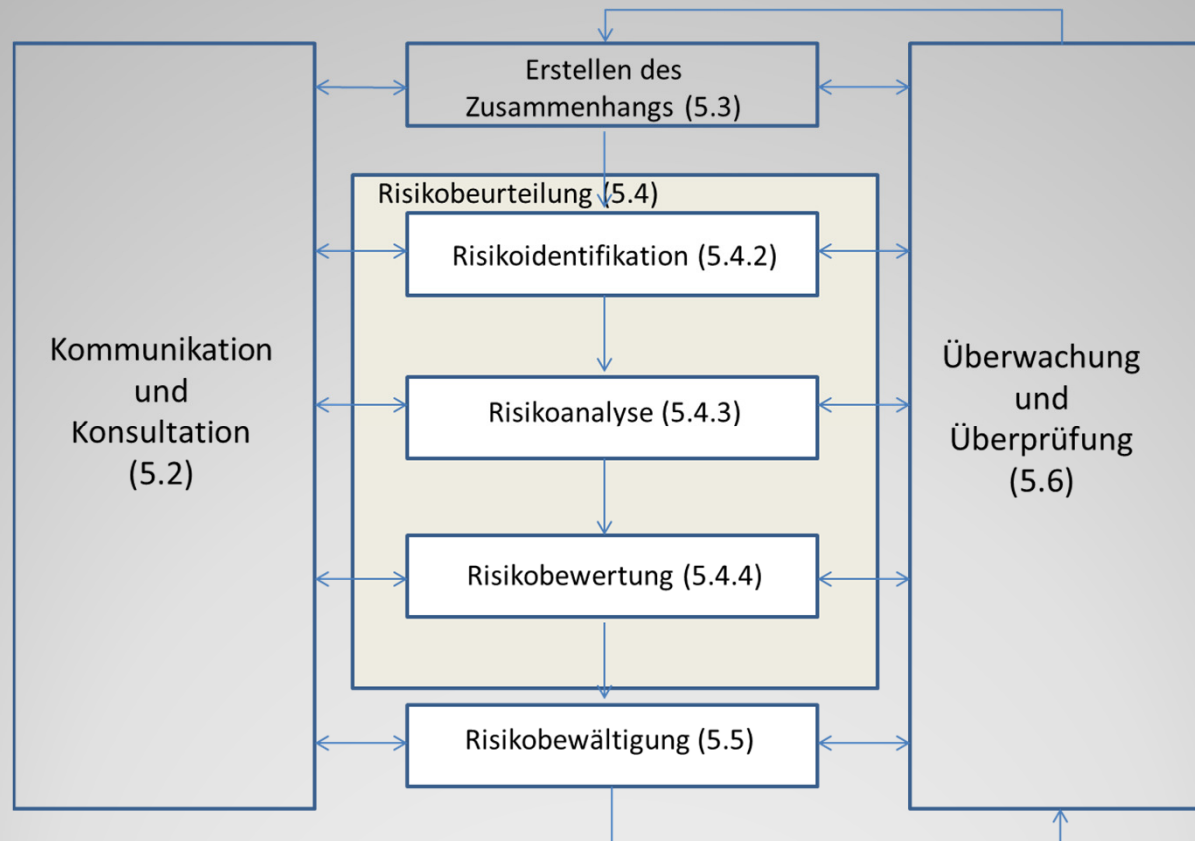 Erstellen des
Zusammenhangs (5.3)
Risikobeurteilung (5.4)
Risikoidentifikation (5.4.2)
Kommunikation
und
Konsultation
(5.2)
Risikoanalyse (5.4.3)
Überwachung
und
Überprüfung
(5.6)
Risikobewertung (5.4.4)
Risikobewältigung (5.5)